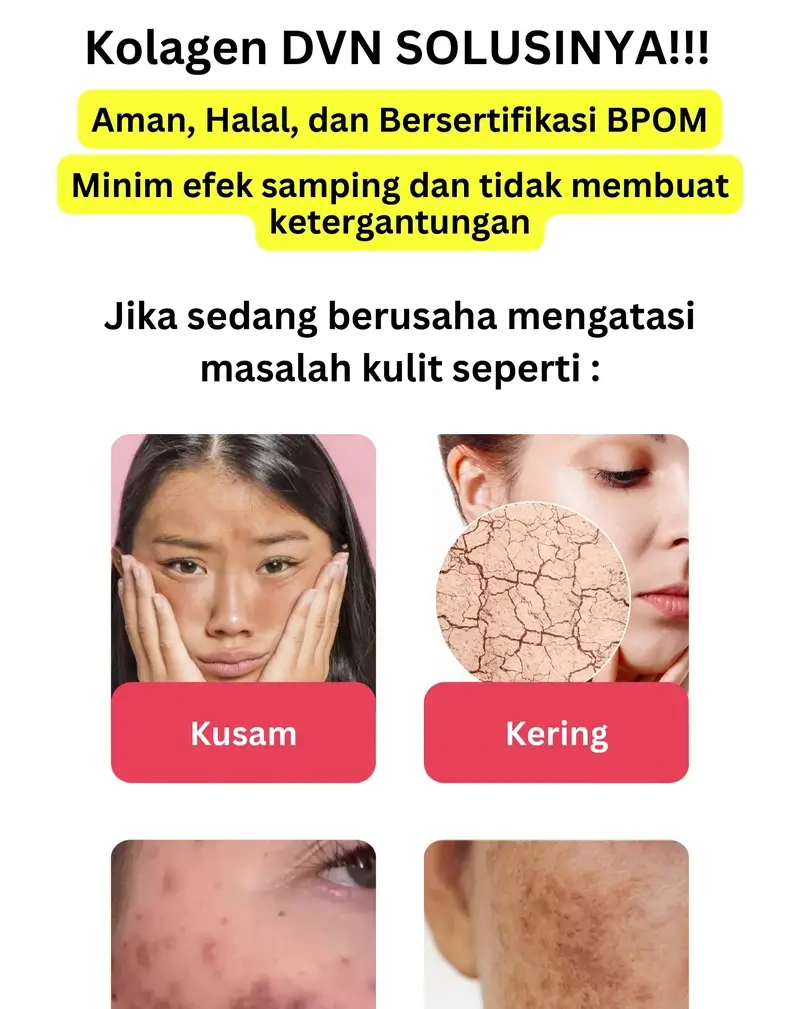 Kolagen DVN SOLUSINYA!!!
Aman, Halal, dan Bersertifikasi BPOM
Minim efek samping dan tidak membuat
ketergantungan
Jika sedang berusaha mengatasi
masalah kulit seperti :
Kusam
Kering